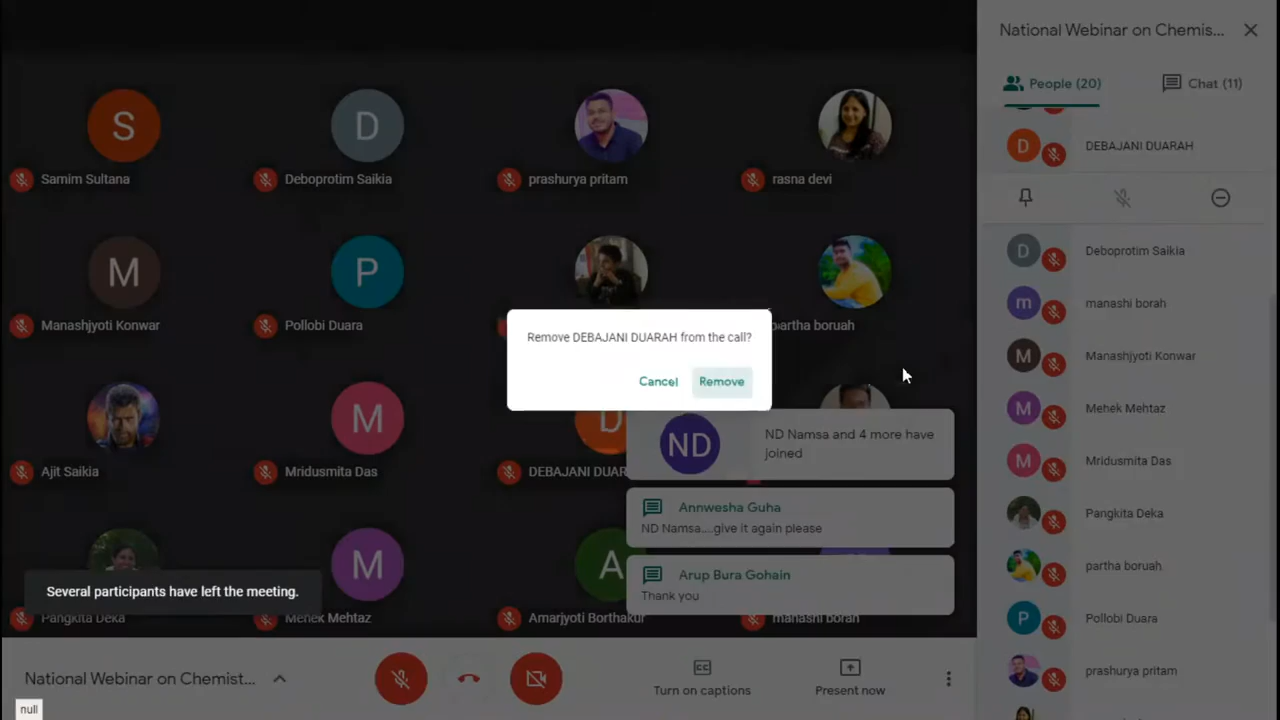 National Webinar on Chemis...
People (20)
Chat (11)
S
D
Samim Sultana
Deboprotim Saikia
prashurya pritam
rasna devi
D
DEBAJANI DUARAH
M
P
Manashjyoti Konwar
Pollobi Duara
partha boruah
D
Deboprotim Saikia
m
manashi borah
Remove DEBAJANI DUARAH from the call?
Cancel
Remove
M
Manashjyoti Konwar
M
Mehek Mehtaz
M
D
Ajit Saikia
Mridusmita Das
DEBAJANI DUAR
ND
ND Namsa and 4 more have
joined
M
Mridusmita Das
Annwesha Guha
ND Namsa....give it again please
Pangkita Deka
M
A
Several participants have left the meeting.
Arup Bura Gohain
Thank you
partha boruah
Pangkita Deka
Mehek Mehtaz
Amarjyoti Borthakur
manashi borah
P
Pollobi Duara
National Webinar on Chemist...
CC
Turn on captions
Present now
prashurya pritam
null